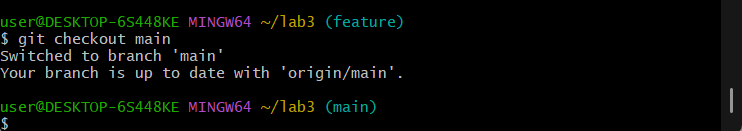 user@DESKTOP-6S448KE MINGW64 ~/lab3 (feature)
$ git checkout main
Switched to branch 'main'
Your branch is up to date with 'origin/main'.
user@DESKTOP-6S448KE MINGW64 ~/lab3 (main)
$